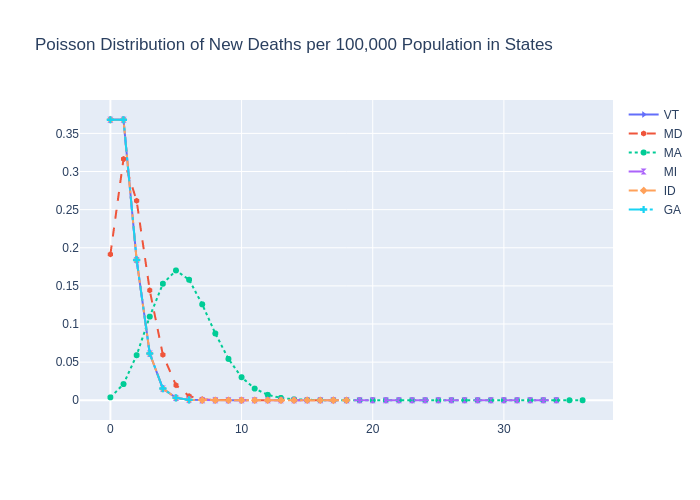 Poisson Distribution of New Deaths per 100,000 Population in States
VT
MD
MA
MI
ID
GA
0.35
0.3
0.25
0.2
0.15
0.1
0.05
0
0 10 20 30